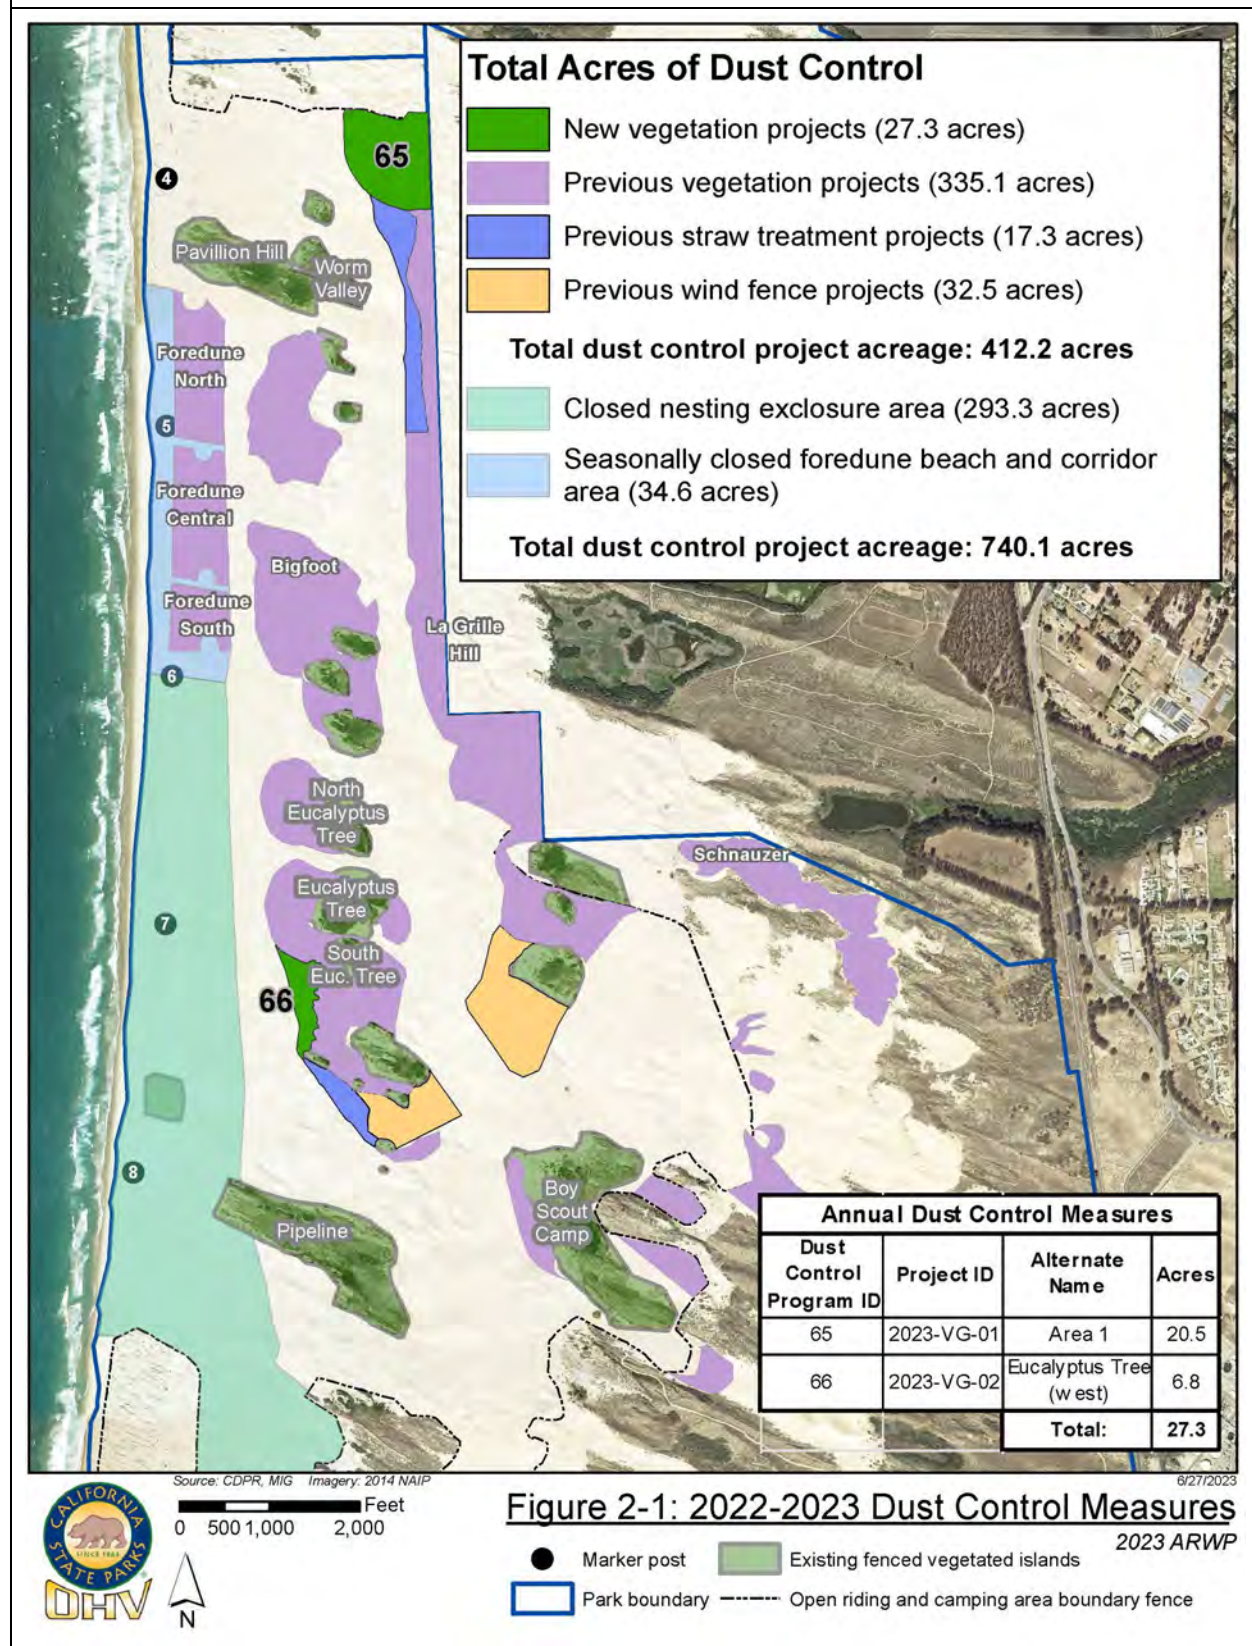 Total Acres of Dust Control
New vegetation projects (27.3 acres)
Previous vegetation projects (335.1 acres)
Previous straw treatment projects (17.3 acres)
Previous wind fence projects (32.5 acres)
Total dust control project acreage: 412.2 acres
Closed nesting exclosure area (293.3 acres)
Seasonally closed foredune beach and corridor
area (34.6 acres)
Total dust control project acreage: 740.1 acres
65
4
Pavillion Hill
Worm
Valley
Foredune
North
5
Foredune
Central
Bigfoot
Foredune
South
La Grille
Hill
6
North
Eucalyptus
Tree
Schnauzer
Eucalyptus
Tree
7
South
Euc. Tree
66
8
Pipeline
Boy
Scout
Camp
Annual Dust Control Measures
Dust
Control
Program ID
Project ID
Alternate
Name
Acres
65 2023-VG-01 Area 1 20.5
66 2023-VG-02 Eucalyptus Tree
(west) 6.8
Total: 27.3
Source: CDPR, MIG Imagery: 2014 NAIP
6/27/2023
CALIFORNIA
STATE PARKS
SINCE 1864
OHV
Feet
0 500 1,000 2,000
N
Figure 2-1: 2022-2023 Dust Control Measures
2023 ARWP
Marker post
Existing fenced vegetated islands
Park boundary
Open riding and camping area boundary fence